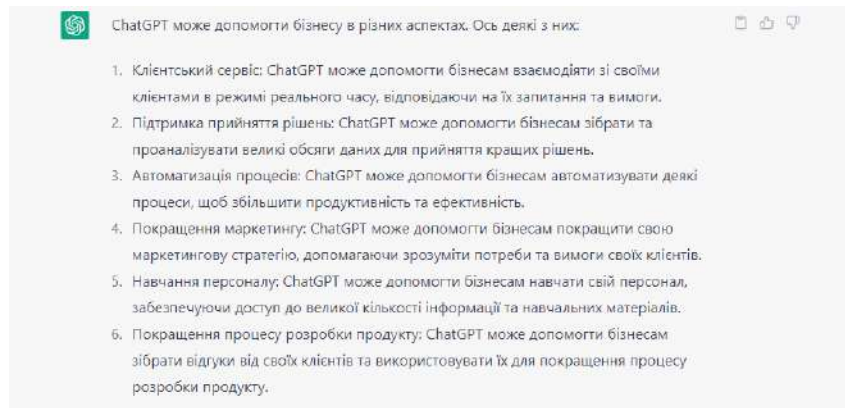 ChatGPT може допомогти бізнесу в різних аспектах. Ось деякі з них:
1. Клієнтський сервіс: ChatGPT може допомогти бізнесам взаємодіяти зі своїми
клієнтами в режимі реального часу, відповідаючи на їх запитання та вимоги.
2. Підтримка прийняття рішень: ChatGPT може допомогти бізнесам зібрати та
проаналізувати великі обсяги даних для прийняття кращих рішень.
3. Автоматизація процесів: ChatGPT може допомогти бізнесам автоматизувати деякі
процеси, щоб збільшити продуктивність та ефективність.
4. Покращення маркетингу: ChatGPT може допомогти бізнесам покращити свою
маркетингову стратегію, допомагаючи зрозуміти потреби та вимоги своїх клієнтів.
5. Навчання персоналу: ChatGPT може допомогти бізнесам навчати свій персонал,
забезпечуючи доступ до великої кількості інформації та навчальних матеріалів.
6. Покращення процесу розробки продукту: ChatGPT може допомогти бізнесам
зібрати відгуки від своїх клієнтів та використовувати їх для покращення процесу
розробки продукту.